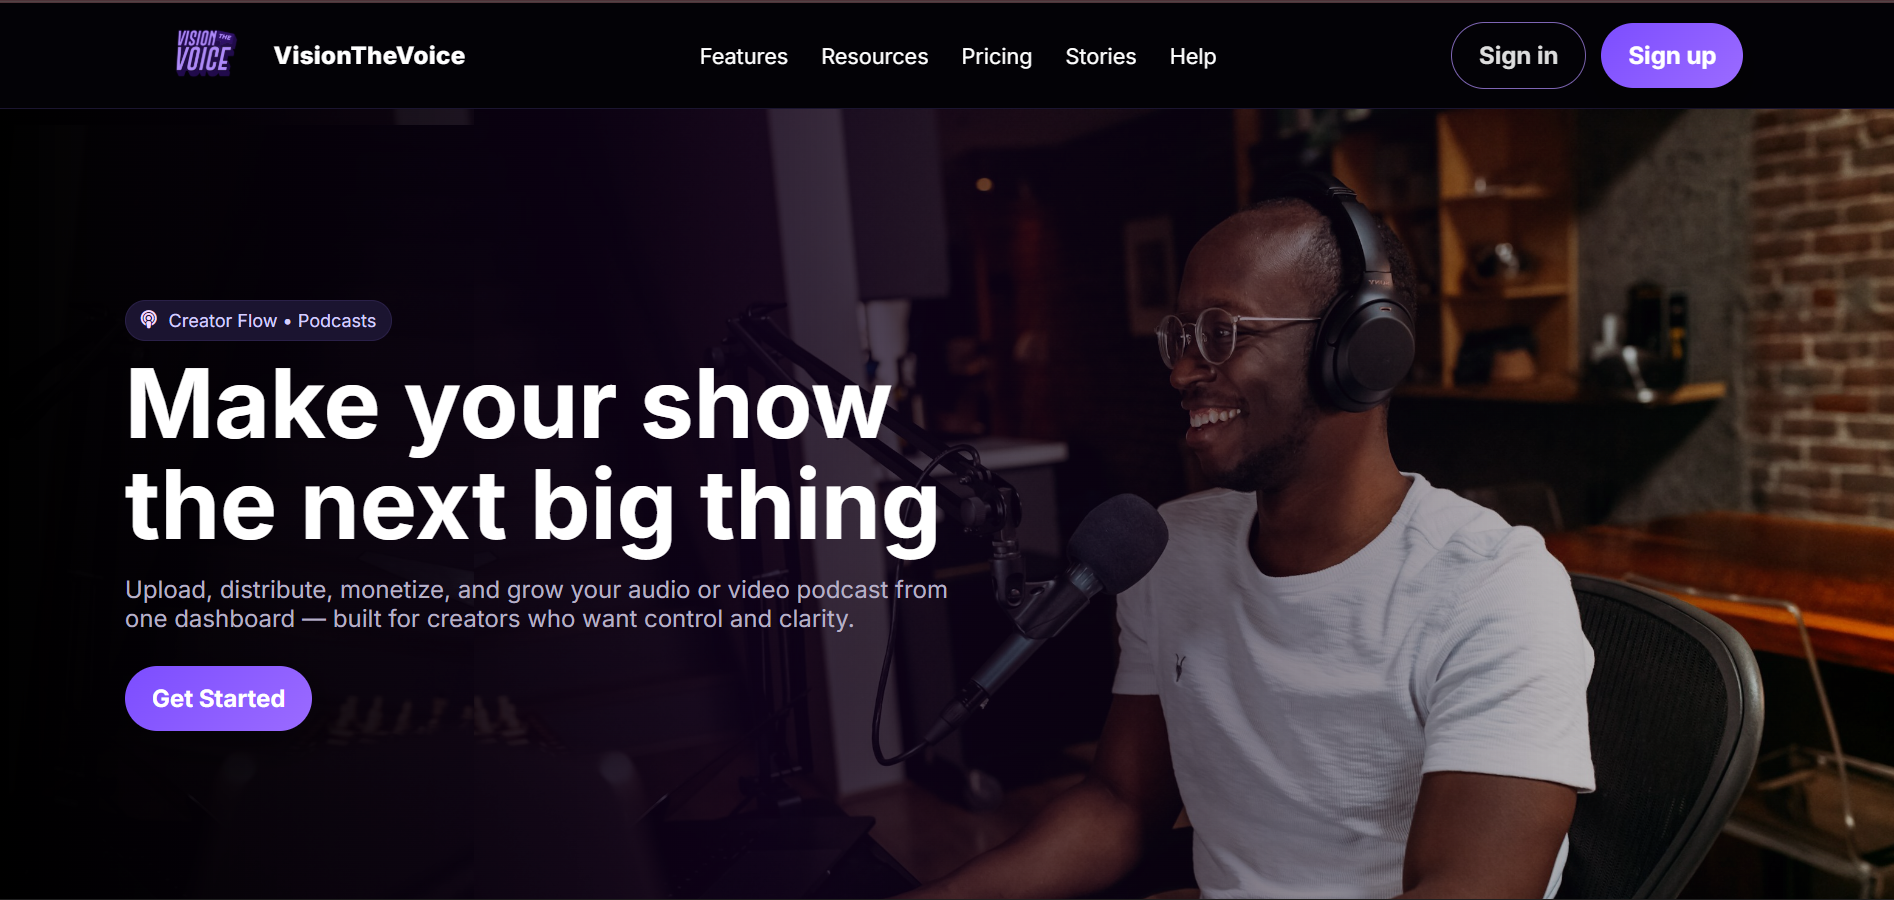 VISION THE
VOICE
VisionTheVoice
Features
Resources
Pricing
Stories
Help
Sign in
Sign up
Creator Flow • Podcasts
Make your show
the next big thing
Upload, distribute, monetize, and grow your audio or video podcast from
one dashboard — built for creators who want control and clarity.
Get Started